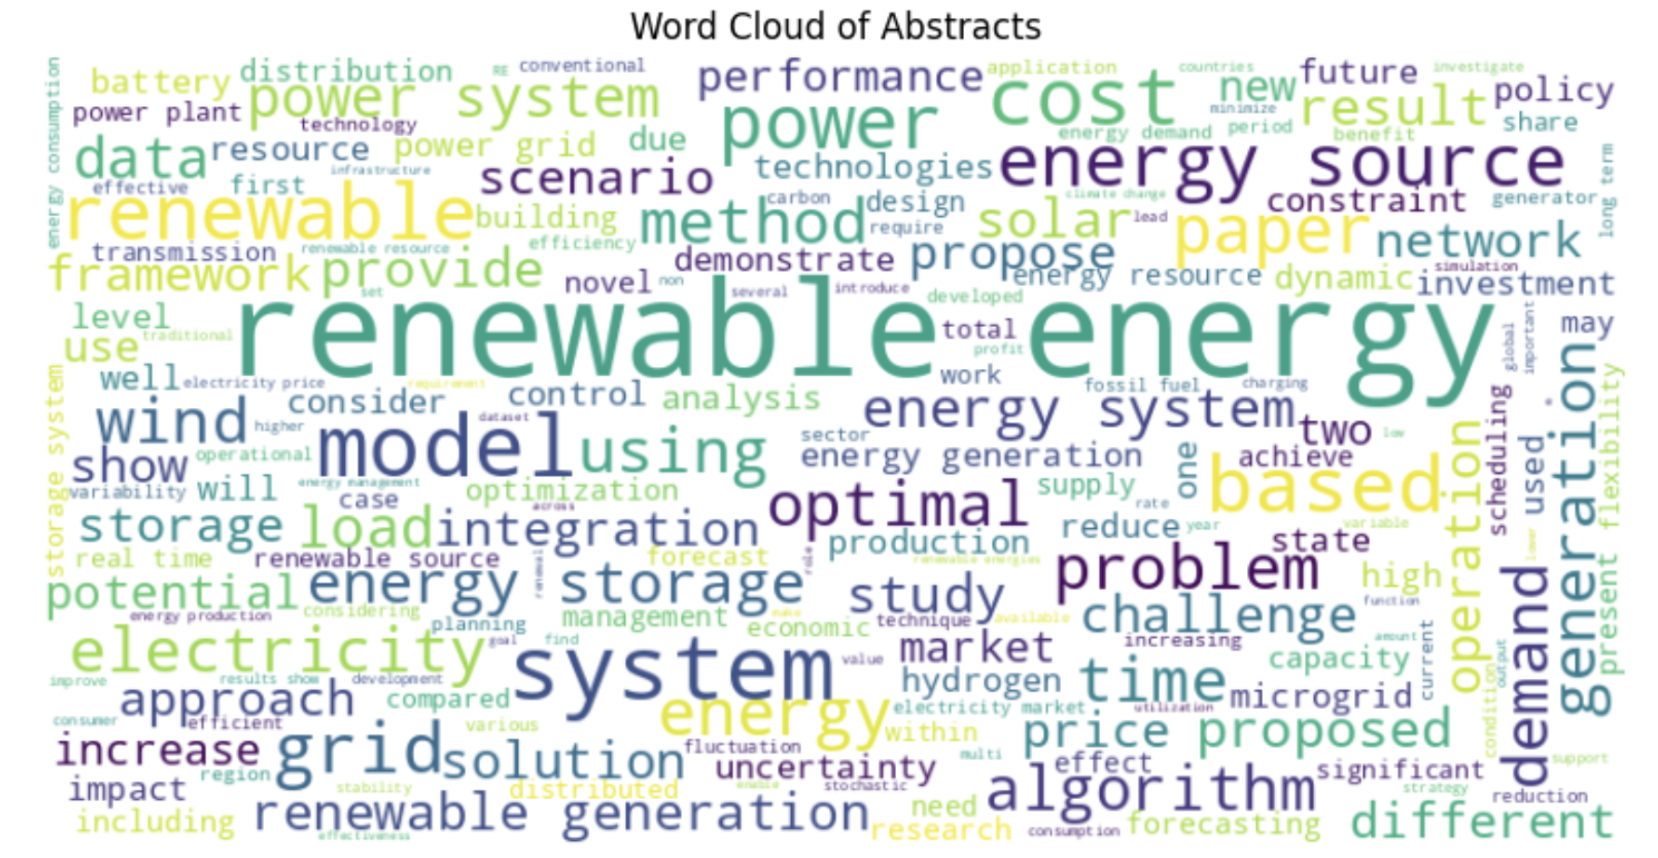 Word Cloud of Abstracts
battery distribution RE conventional performance application countries new future investigate
power plant power system power cost minimize result policy
technology energy demand period benefit share
data resource power grid due technologies energy source
infrastructure
effective first scenario carbon design climate change constraint generator
renewable building method require solar lead paper network
transmission renewable resource efficiency demonstrate propose energy resource dynamic simulation
framework provide novel non several introduce investment
set developed
level traditional renewable energy total may
use profit
well electricity price requirement control work fossil fuel charging
consider analysis energy system
wind higher model dataset using sector two low
show operational energy generation one achieve based
variability will energy management case optimization optimal supply rate
storage load integration across production reduce year variable
real time renewable source forecast renewable energies state
potential energy storage problem high
energy production considering planning management make study available challenge function
economic technique
electricity goal find market increasing amount
improve results show development system value hydrogen time capacity
approach compared electricity market microgrid
consumer efficient various energy within utilization
increase grid solution fluctuation multi price proposed
region uncertainty effect significant support
impact stability distributed enable stochastic algorithm strategy
including renewable generation need reduction
effectiveness research consumption forecasting different
energy consumption
storage system
renewal
role
long term
global
important
scheduling
used
lower
generation
present flexibility
operation
demand
current
condition
output